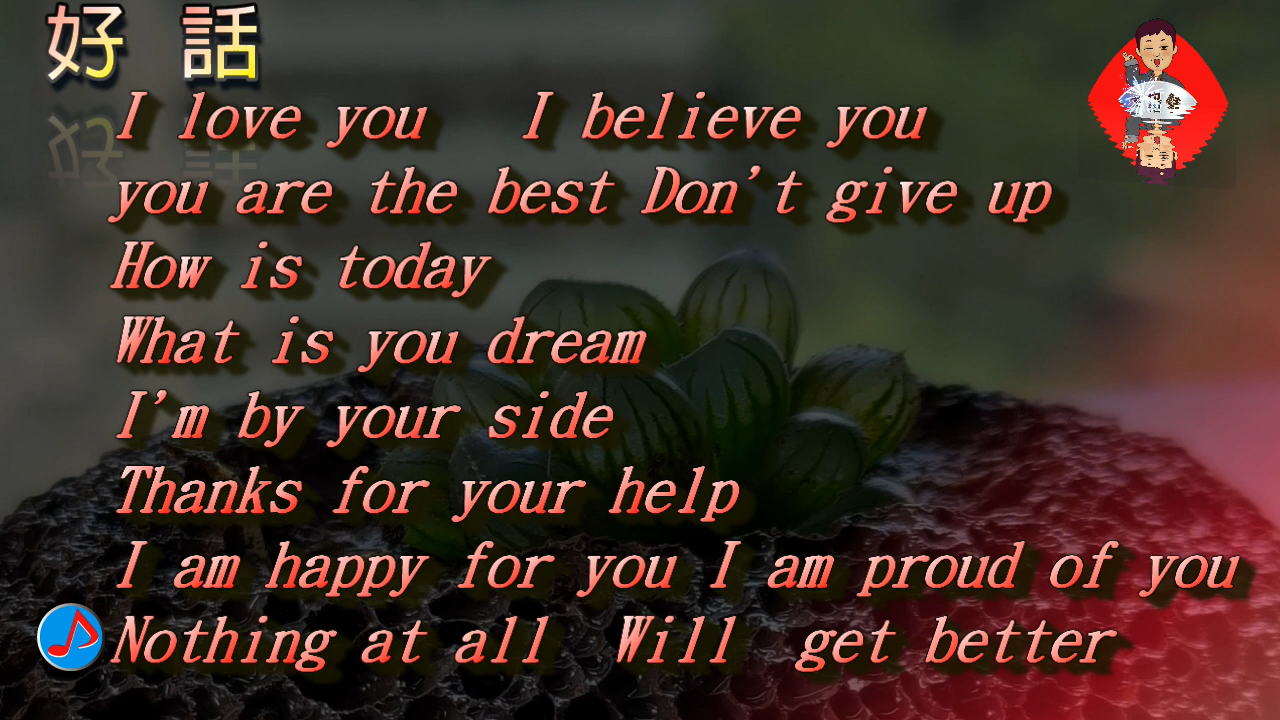 好 話
I love you I believe you
you are the best Don't give up
How is today
What is you dream
I'm by your side
Thanks for your help
I am happy for you I am proud of you
Nothing at all Will get better